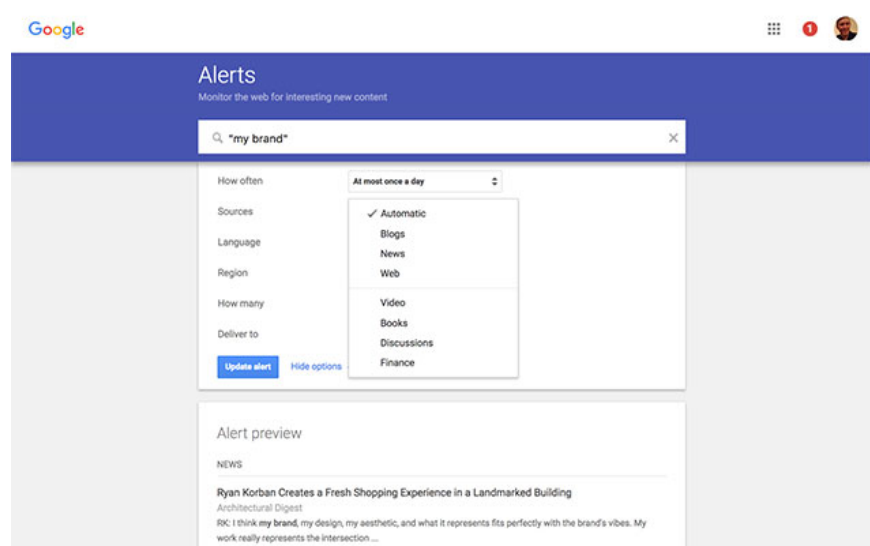 Google
1
Alerts
Monitor the web for interesting new content
"my brand"
How often At most once a day
Sources
Automatic
Language
Blogs
News
Region
Web
How many
Video
Books
Deliver to
Discussions
Update alert Hide options
Finance
Alert preview
NEWS
Ryan Korban Creates a Fresh Shopping Experience in a Landmarked Building
Architectural Digest
RK: I think my brand, my design, my aesthetic, and what it represents fits perfectly with the brand's vibes. My
work really represents the intersection ...